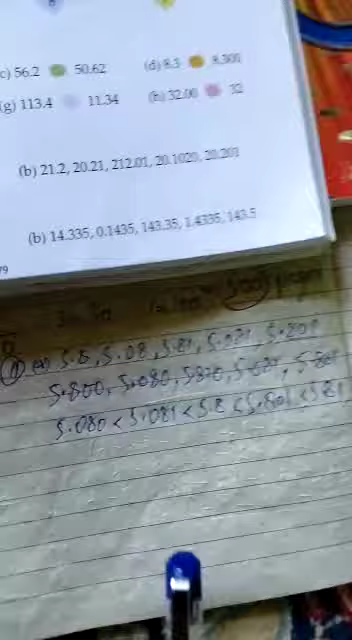 c) 56.2 50.62 (d) 8.3 8.300
(g) 113.4 11.34 (h) 32.00 32
(b) 21.2, 20.21, 212.01, 20.1020, 20.201
(b) 14.335, 0.1435, 143.35, 1.4335, 143.5
79
① (a) 5.8, 5.08, 5.81, 5.081, 5.801
5.800, 5.080, 5.810, 5.081, 5.801
5.080 < 5.081 < 5.8 < 5.801 < 5.81